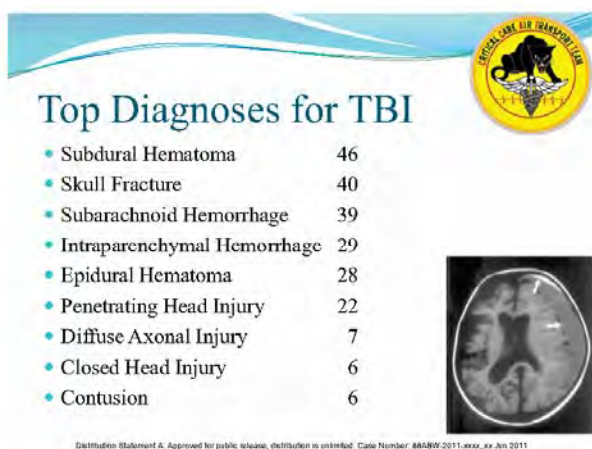 CRITICAL CARE AIR TRANSPORT TEAM
Top Diagnoses for TBI
• Subdural Hematoma 46
• Skull Fracture 40
• Subarachnoid Hemorrhage 39
• Intraparenchymal Hemorrhage 29
• Epidural Hematoma 28
• Penetrating Head Injury 22
• Diffuse Axonal Injury 7
• Closed Head Injury 6
• Contusion 6
Distribution Statement A: Approved for public release, distribution is unlimited. Case Number: 88ABW-2011-xxxx, xx Jun 2011